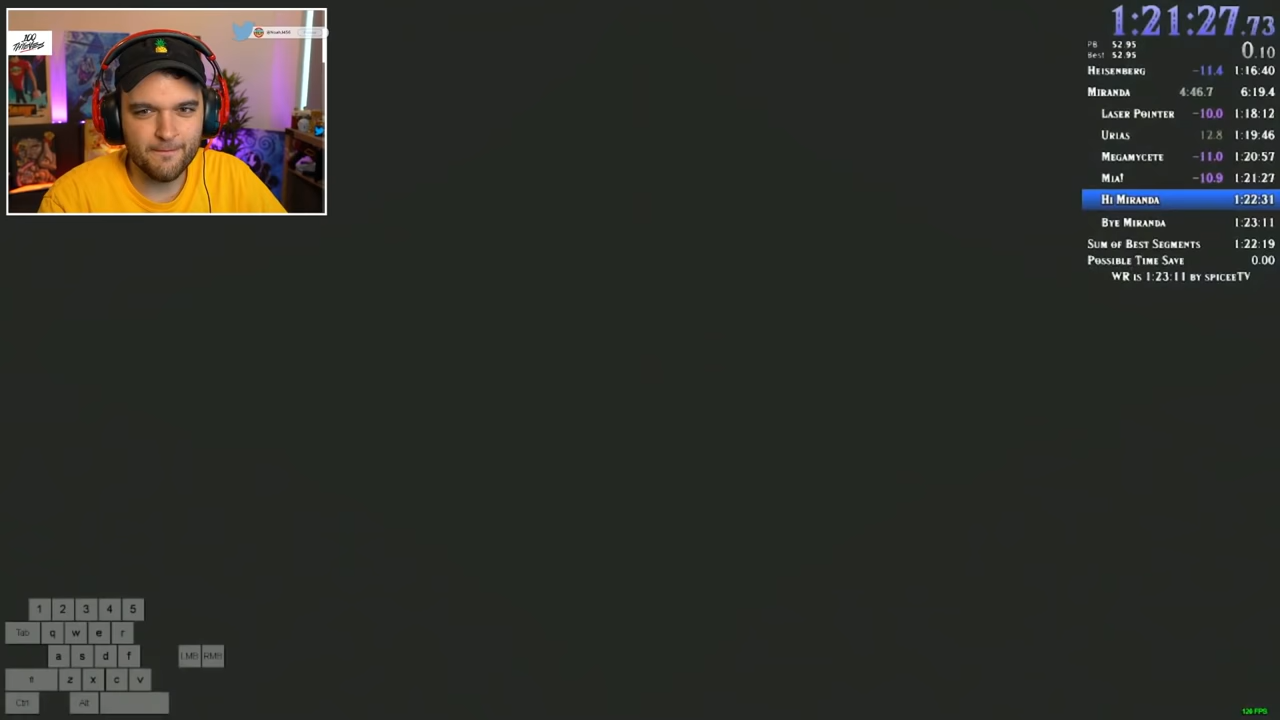 100
THIEVES
1:21:27.73
PB 52.95
Best 52.95
0.10
HEISENBERG -11.4 1:16:40
MIRANDA 4:46.7 6:19.4
LASER POINTER -10.0 1:18:12
URIAS 12.8 1:19:46
MEGAMYCETE -11.0 1:20:57
MIA! -10.9 1:21:27
HI MIRANDA 1:22:31
BYE MIRANDA 1:23:11
SUM OF BEST SEGMENTS 1:22:19
POSSIBLE TIME SAVE 0.00
WR IS 1:23:11 BY SPICEETV
1 2 3 4 5
Tab q w e r
a s d f LMB RMB
z x c v
Ctrl Alt
126 FPS